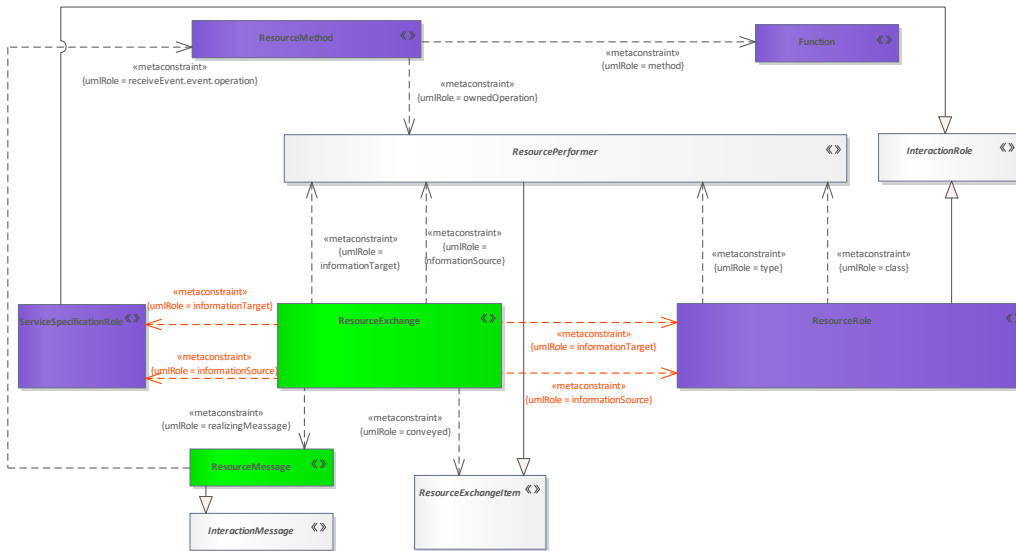 ResourceMethod
Function
«metaconstraint»
{umlRole = receiveEvent.event.operation}
«metaconstraint»
{umlRole = method}
«metaconstraint»
{umlRole = ownedOperation}
ResourcePerformer
InteractionRole
«metaconstraint»
{umlRole =
informationTarget}
«metaconstraint»
{umlRole =
informationSource}
«metaconstraint»
{umlRole = type}
«metaconstraint»
{umlRole = class}
ServiceSpecificationRole
«metaconstraint»
{umlRole = informationTarget}
ResourceExchange
ResourceRole
«metaconstraint»
{umlRole = informationTarget}
«metaconstraint»
{umlRole = informationSource}
«metaconstraint»
{umlRole = informationSource}
«metaconstraint»
{umlRole = realizingMeassage}
«metaconstraint»
{umlRole = conveyed}
ResourceMessage
ResourceExchangeItem
InteractionMessage